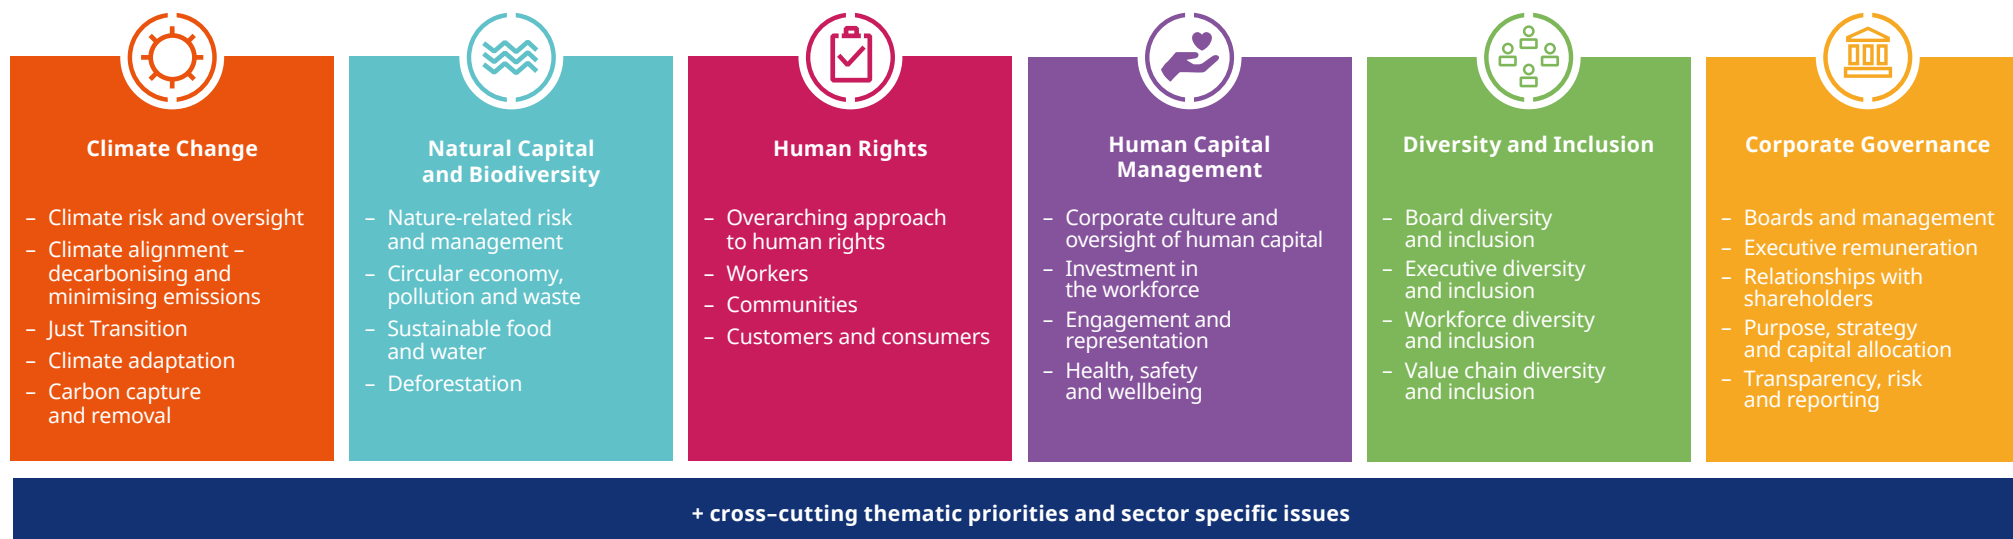 Climate Change
– Climate risk and oversight
– Climate alignment –
decarbonising and
minimising emissions
– Just Transition
– Climate adaptation
– Carbon capture
and removal
Natural Capital
and Biodiversity
– Nature-related risk
and management
– Circular economy,
pollution and waste
– Sustainable food
and water
– Deforestation
Human Rights
– Overarching approach
to human rights
– Workers
– Communities
– Customers and consumers
Human Capital
Management
– Corporate culture and
oversight of human capital
– Investment in
the workforce
– Engagement and
representation
– Health, safety
and wellbeing
Diversity and Inclusion
– Board diversity
and inclusion
– Executive diversity
and inclusion
– Workforce diversity
and inclusion
– Value chain diversity
and inclusion
Corporate Governance
– Boards and management
– Executive remuneration
– Relationships with
shareholders
– Purpose, strategy
and capital allocation
– Transparency, risk
and reporting
+ cross–cutting thematic priorities and sector specific issues